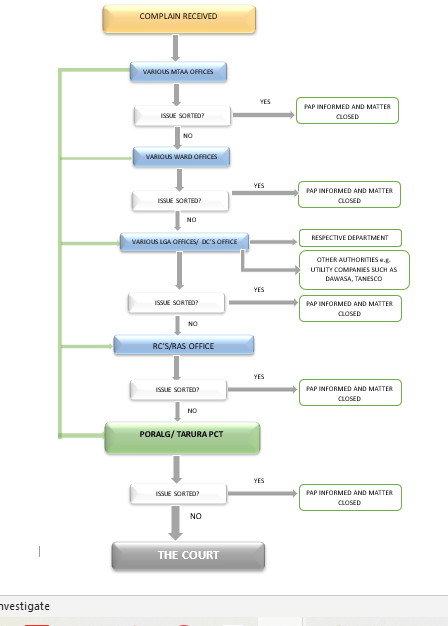 COMPLAIN RECEIVED
VARIOUS MTAA OFFICES
ISSUE SORTED?
YES
PAP INFORMED AND MATTER
CLOSED
NO
VARIOUS WARD OFFICES
ISSUE SORTED?
YES
PAP INFORMED AND MATTER
CLOSED
NO
VARIOUS LGA OFFICES/ DC'S OFFICE
RESPECTIVE DEPARTMENT
OTHER AUTHORITIES e.g.
UTILITY COMPANIES SUCH AS
DAWASA, TANESCO
ISSUE SORTED?
YES
PAP INFORMED AND MATTER
CLOSED
NO
RC'S/RAS OFFICE
ISSUE SORTED?
YES
PAP INFORMED AND MATTER
CLOSED
NO
PORALG/ TARURA PCT
ISSUE SORTED?
YES
PAP INFORMED AND MATTER
CLOSED
NO
THE COURT
nvestigate